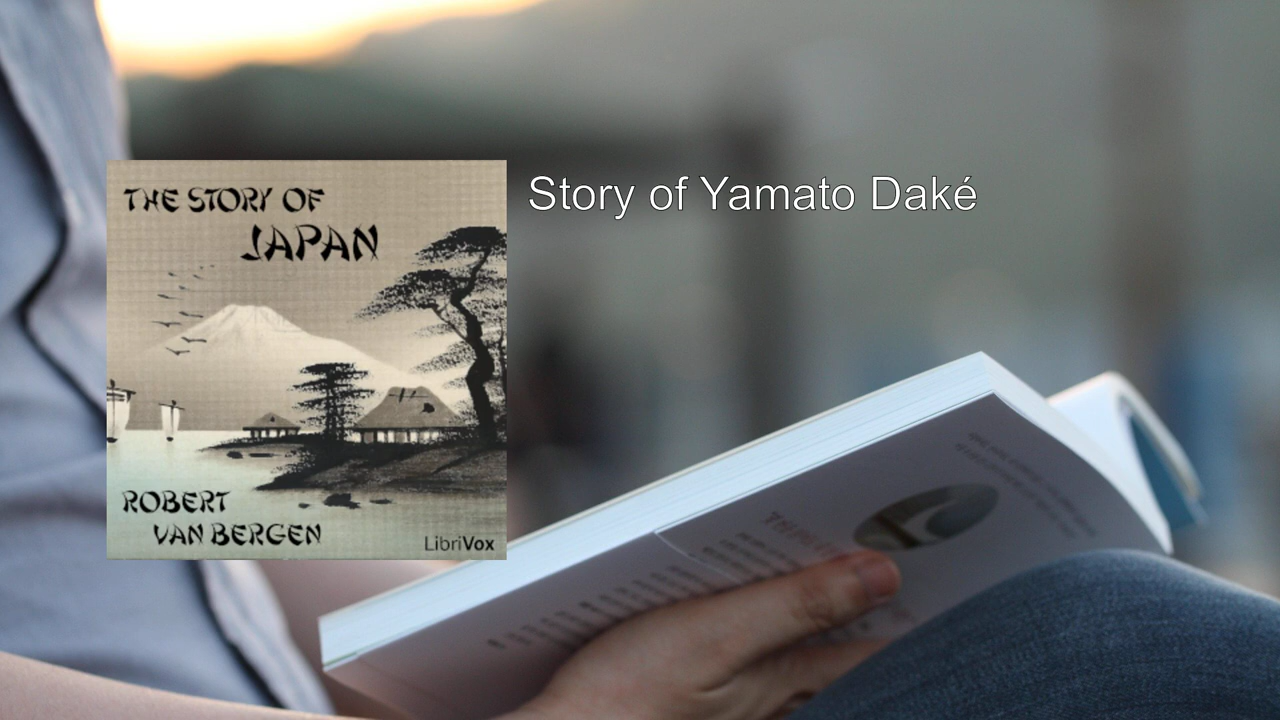 THE STORY OF
JAPAN
ROBERT
VAN BERGEN
LibriVox
Story of Yamato Daké